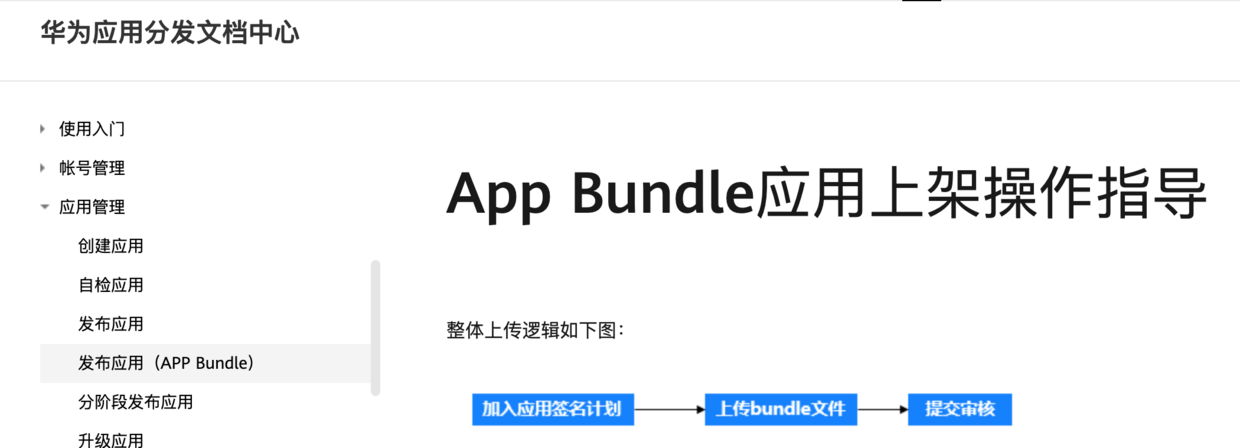 华为应用分发文档中心
使用入门
帐号管理
应用管理
创建应用
自检应用
发布应用
发布应用（APP Bundle）
分阶段发布应用
升级应用
App Bundle应用上架操作指导
整体上传逻辑如下图：
加入应用签名计划
上传bundle文件
提交审核